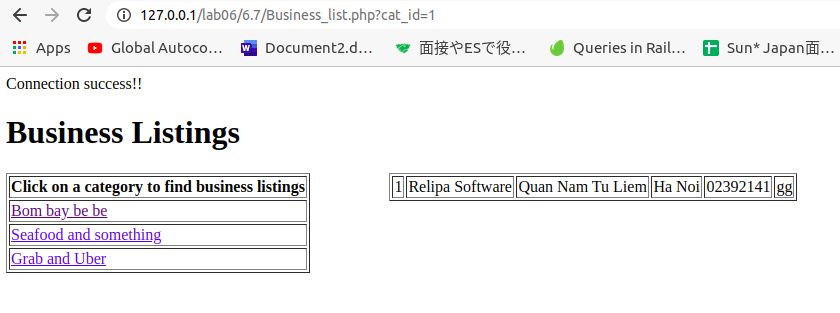 127.0.0.1/lab06/6.7/Business_list.php?cat_id=1
Apps Global Autoco... Document2.d... 面接やESで役... Queries in Rail... Sun* Japan面...
Connection success!!
Business Listings
Click on a category to find business listings
Bom bay be be
Seafood and something
Grab and Uber
1 Relipa Software Quan Nam Tu Liem Ha Noi 02392141 gg